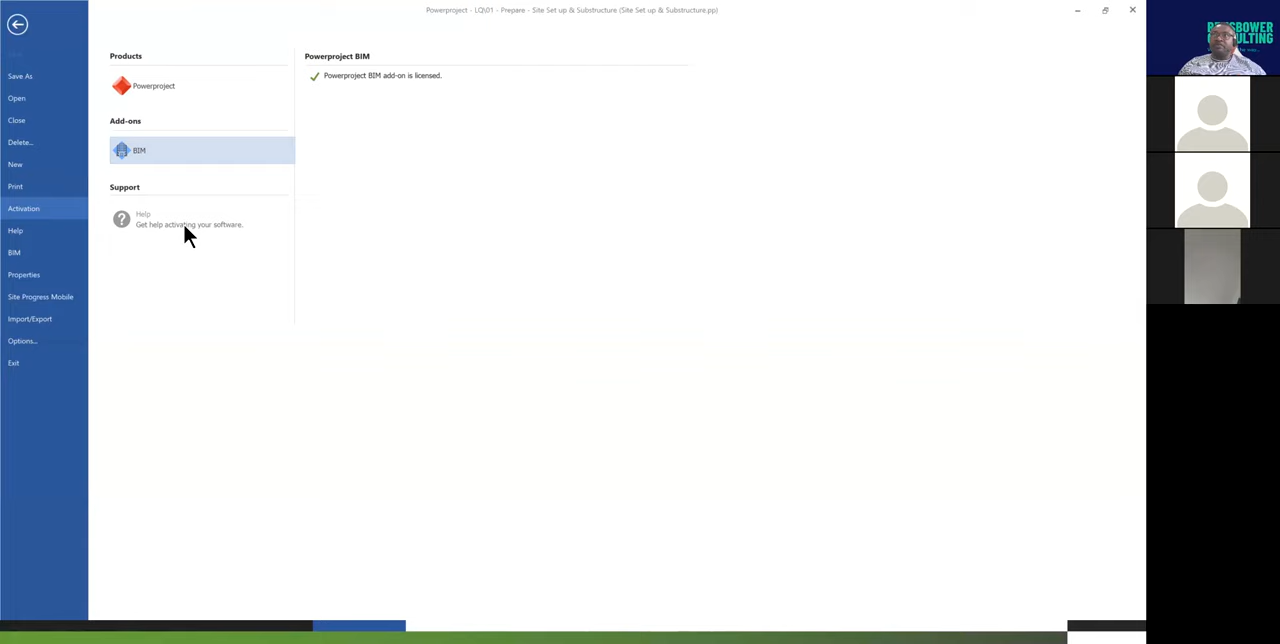 Powerproject - LQ\01 - Prepare - Site Set up & Substructure (Site Set up & Substructure.pp)
Save As
Open
Close
Delete...
New
Print
Activation
Help
BIM
Properties
Site Progress Mobile
Import/Export
Options...
Exit
Products
Powerproject
Add-ons
BIM
Support
Help
Get help activating your software.
Powerproject BIM
Powerproject BIM add-on is licensed.
CONSULTING